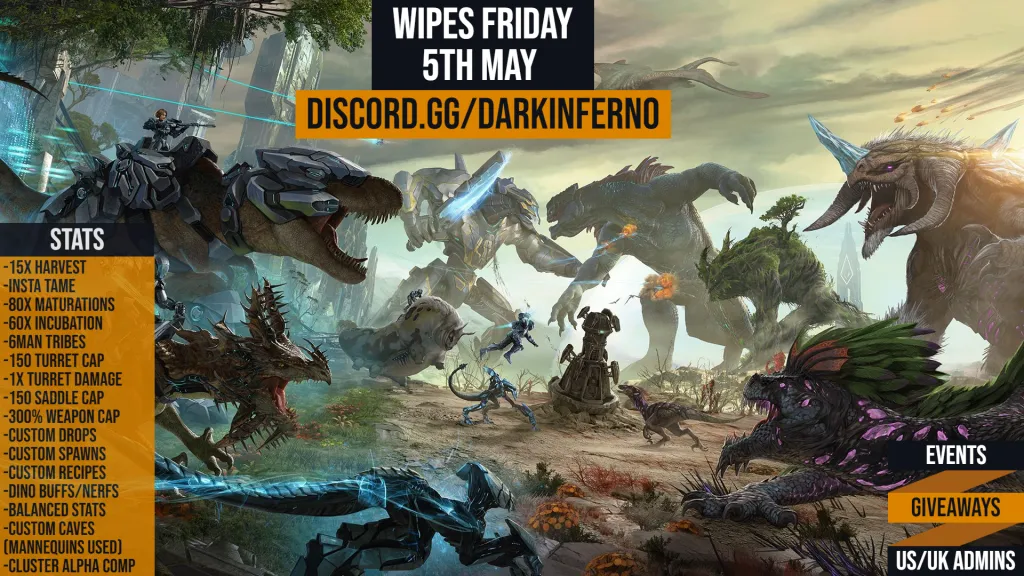 WIPES FRIDAY
5TH MAY
DISCORD.GG/DARKINFERNO
STATS
-15X HARVEST
-INSTA TAME
-80X MATURATIONS
-60X INCUBATION
-6MAN TRIBES
-150 TURRET CAP
-1X TURRET DAMAGE
-150 SADDLE CAP
-300% WEAPON CAP
-CUSTOM DROPS
-CUSTOM SPAWNS
-CUSTOM RECIPES
-DINO BUFFS/NERFS
-BALANCED STATS
-CUSTOM CAVES
(MANNEQUINS USED)
-CLUSTER ALPHA COMP
EVENTS
GIVEAWAYS
US/UK ADMINS